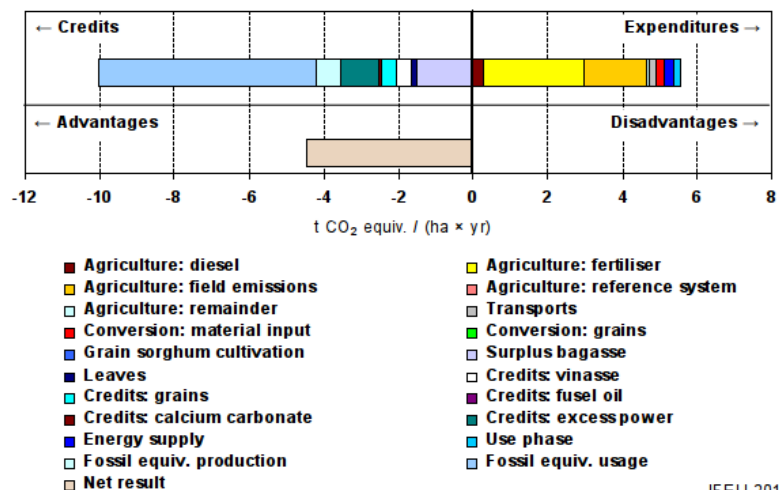 ← Credits Expenditures →
← Advantages Disadvantages →
-12 -10 -8 -6 -4 -2 0 2 4 6 8
t CO₂ equiv. / (ha × yr)
Agriculture: diesel
Agriculture: fertiliser
Agriculture: field emissions
Agriculture: reference system
Agriculture: remainder
Transports
Conversion: material input
Conversion: grains
Grain sorghum cultivation
Surplus bagasse
Leaves
Credits: vinasse
Credits: grains
Credits: fusel oil
Credits: calcium carbonate
Credits: excess power
Energy supply
Use phase
Fossil equiv. production
Fossil equiv. usage
Net result